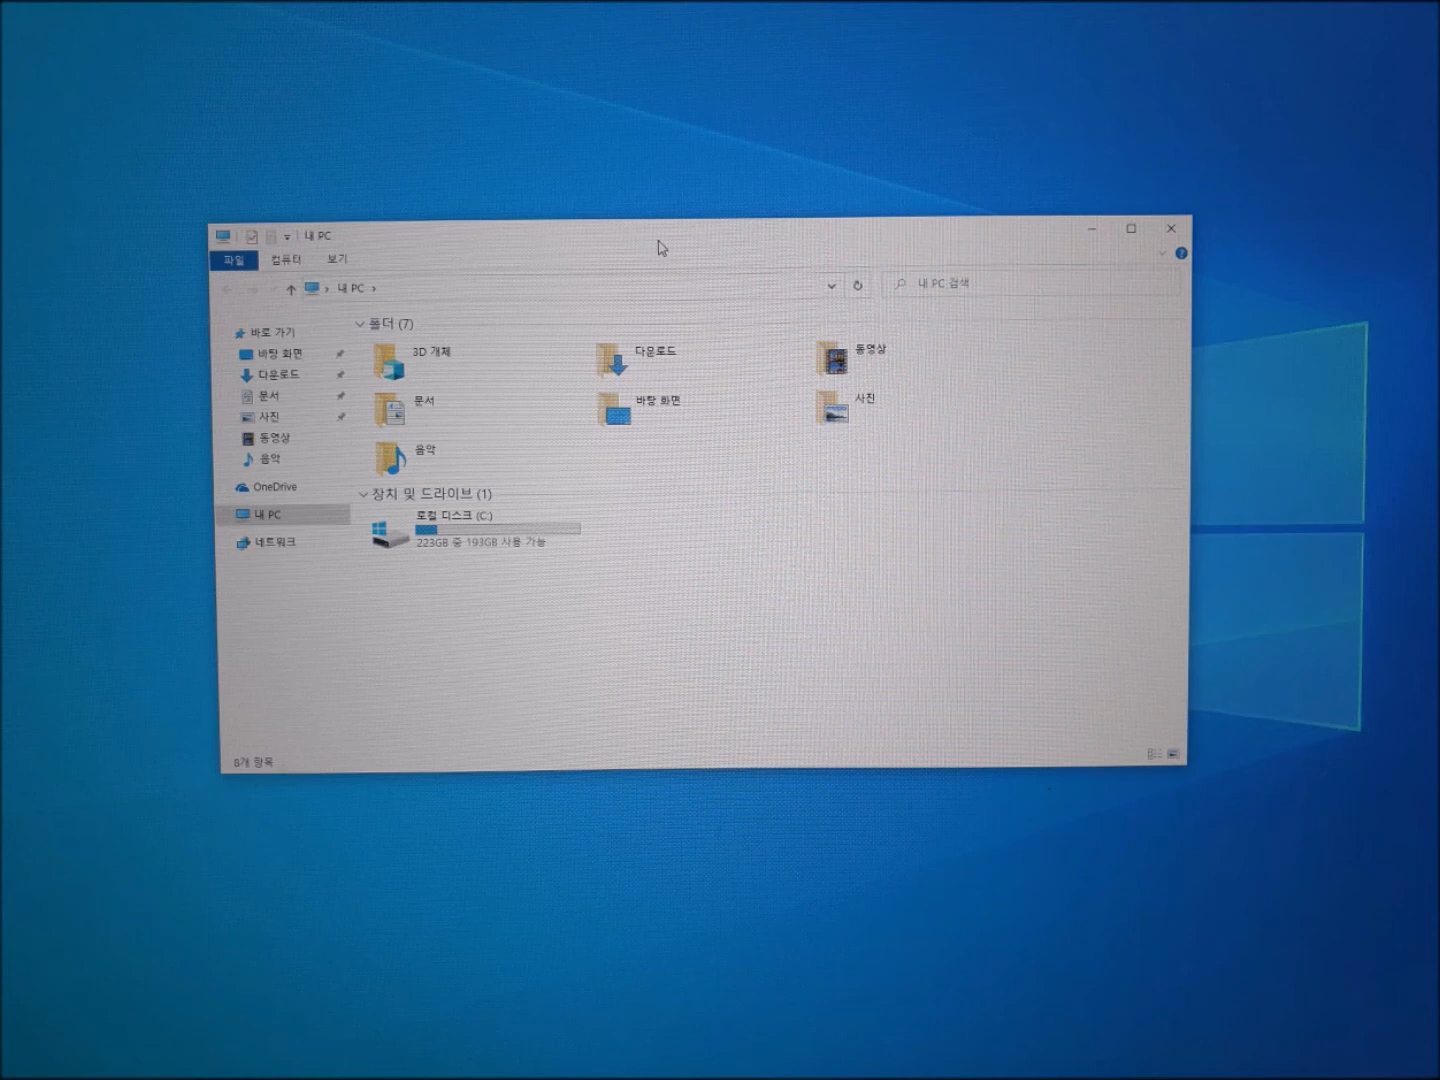 내 PC
파일 컴퓨터 보기
내 PC
내 PC 검색
바로 가기
바탕 화면
다운로드
문서
사진
동영상
음악
OneDrive
내 PC
네트워크
폴더 (7)
3D 개체 다운로드 동영상
문서 바탕 화면 사진
음악
장치 및 드라이브 (1)
로컬 디스크 (C:)
223GB 중 193GB 사용 가능
8개 항목